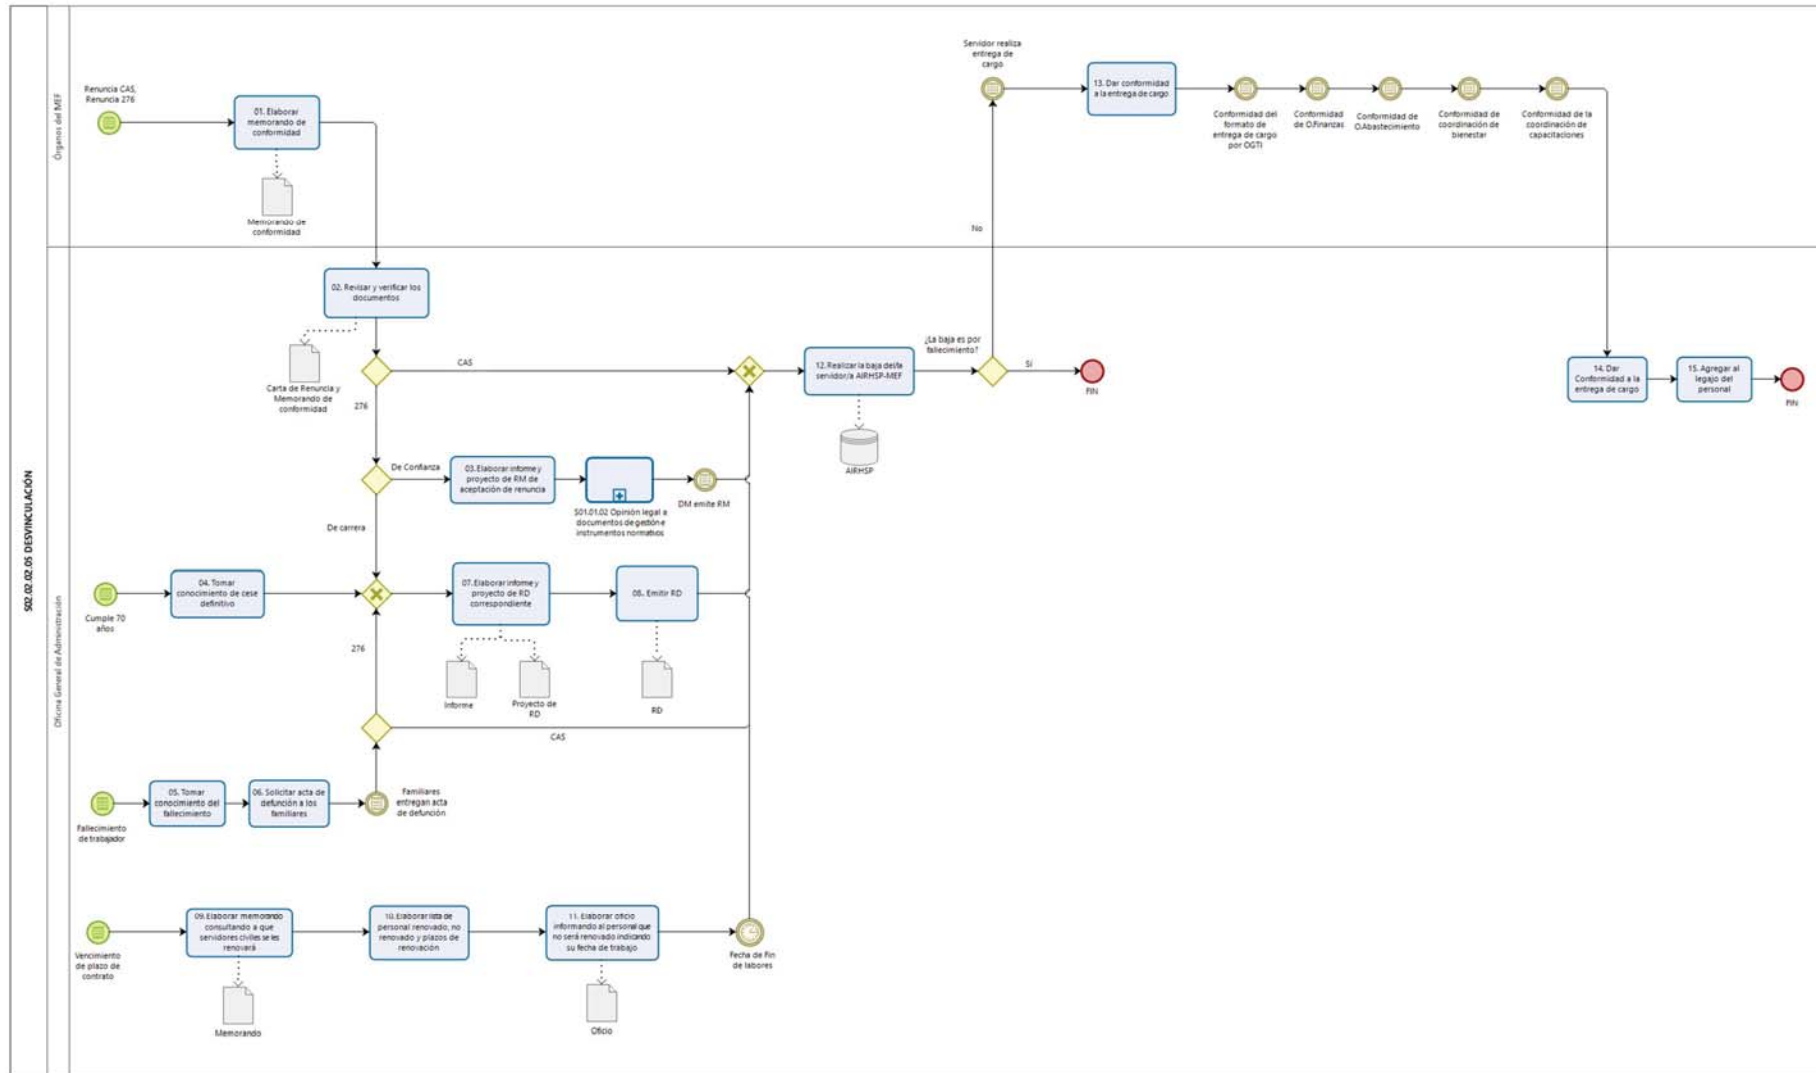 S02.02.02.05 DESVINCULACIÓN
Órganos del MEF
Renuncia CAS,
Renuncia 276
01. Elaborar
memorando de
conformidad
Memorando de
conformidad
Servidor realiza
entrega de
cargo
13. Dar conformidad
a la entrega de cargo
Conformidad del
formato de
entrega de cargo
por OGTI
Conformidad
de O.Finanzas
Conformidad de
O.Abastecimiento
Conformidad de
coordinación de
bienestar
Conformidad de la
coordinación de
capacitaciones
No
Oficina General de Administración
02. Revisar y verificar los
documentos
Carta de Renuncia y
Memorando de
conformidad
CAS
276
12. Realizar la baja del/a
servidor/a AIRHSP-MEF
AIRHSP
¿La baja es por
fallecimiento?
Sí
FIN
14. Dar
Conformidad a la
entrega de cargo
15. Agregar al
legajo del
personal
FIN
De Confianza
03. Elaborar informe y
proyecto de RM de
aceptación de renuncia
S01.01.02 Opinión legal a
documentos de gestión e
instrumentos normativos
DM emite RM
De carrera
Cumple 70
años
04. Tomar
conocimiento de cese
definitivo
07. Elaborar informe y
proyecto de RD
correspondiente
08. Emitir RD
Informe
Proyecto de
RD
RD
276
CAS
Fallecimiento
de trabajador
05. Tomar
conocimiento del
fallecimiento
06. Solicitar acta de
defunción a los
familiares
Familiares
entregan acta
de defunción
Vencimiento
de plazo de
contrato
09. Elaborar memorando
consultando a que
servidores civiles se les
renovará
Memorando
10. Elaborar lista de
personal renovado, no
renovado y plazos de
renovación
11. Elaborar oficio
informando al personal que
no será renovado indicando
su fecha de trabajo
Oficio
Fecha de Fin
de labores